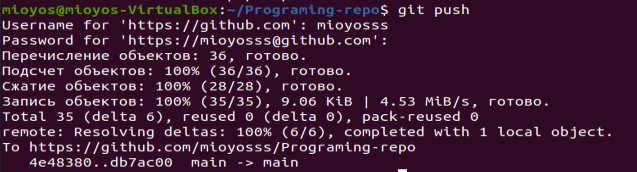 mioyos@mioyos-VirtualBox:~/Programing-repo$ git push
Username for 'https://github.com': mioyosss
Password for 'https://mioyosss@github.com':
Перечисление объектов: 36, готово.
Подсчет объектов: 100% (36/36), готово.
Сжатие объектов: 100% (28/28), готово.
Запись объектов: 100% (35/35), 9.06 KiB | 4.53 MiB/s, готово.
Total 35 (delta 6), reused 0 (delta 0), pack-reused 0
remote: Resolving deltas: 100% (6/6), completed with 1 local object.
To https://github.com/mioyosss/Programing-repo
   4e48380..db7ac00  main -> main